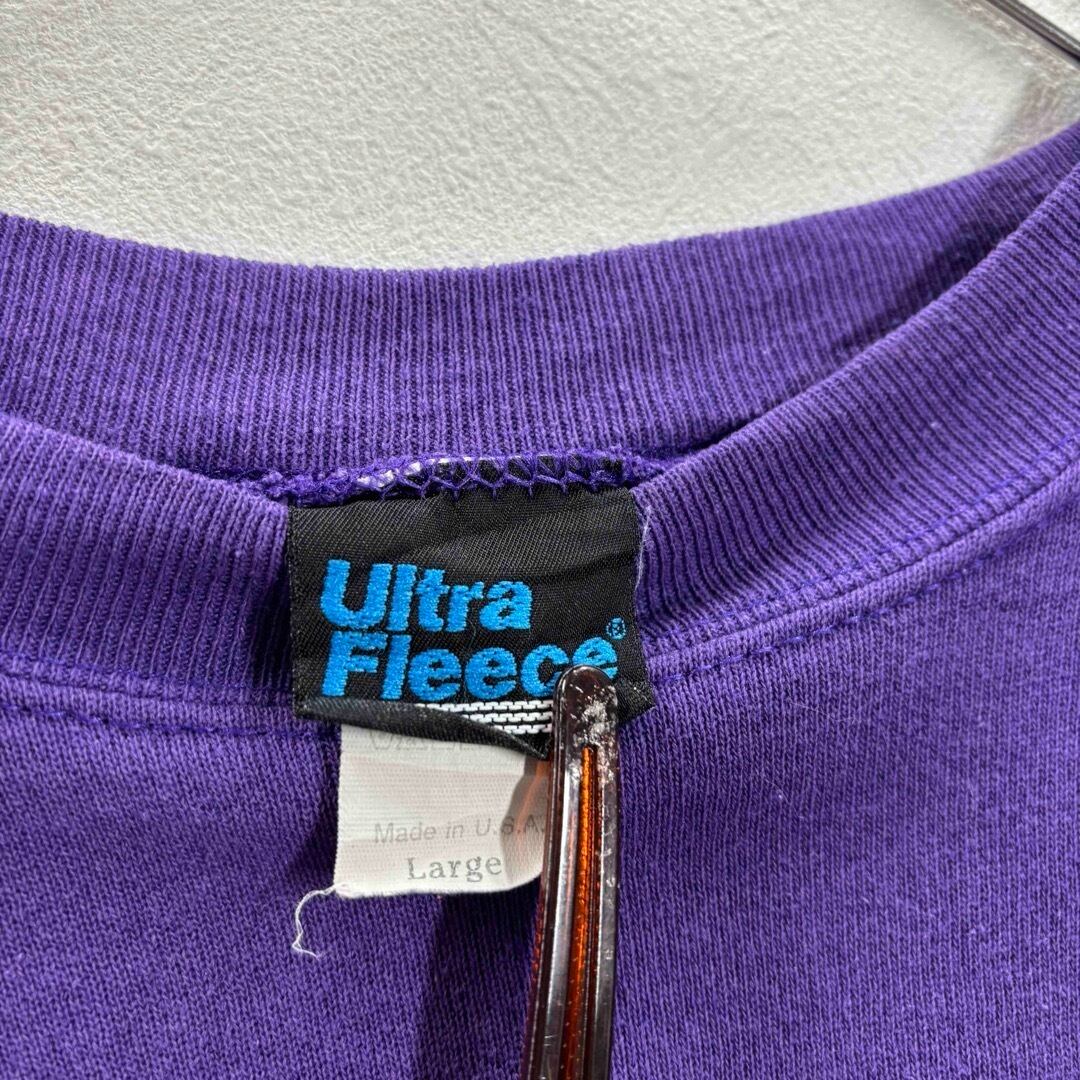 Ultra
Fleece®
Made in U.S.A.
Large